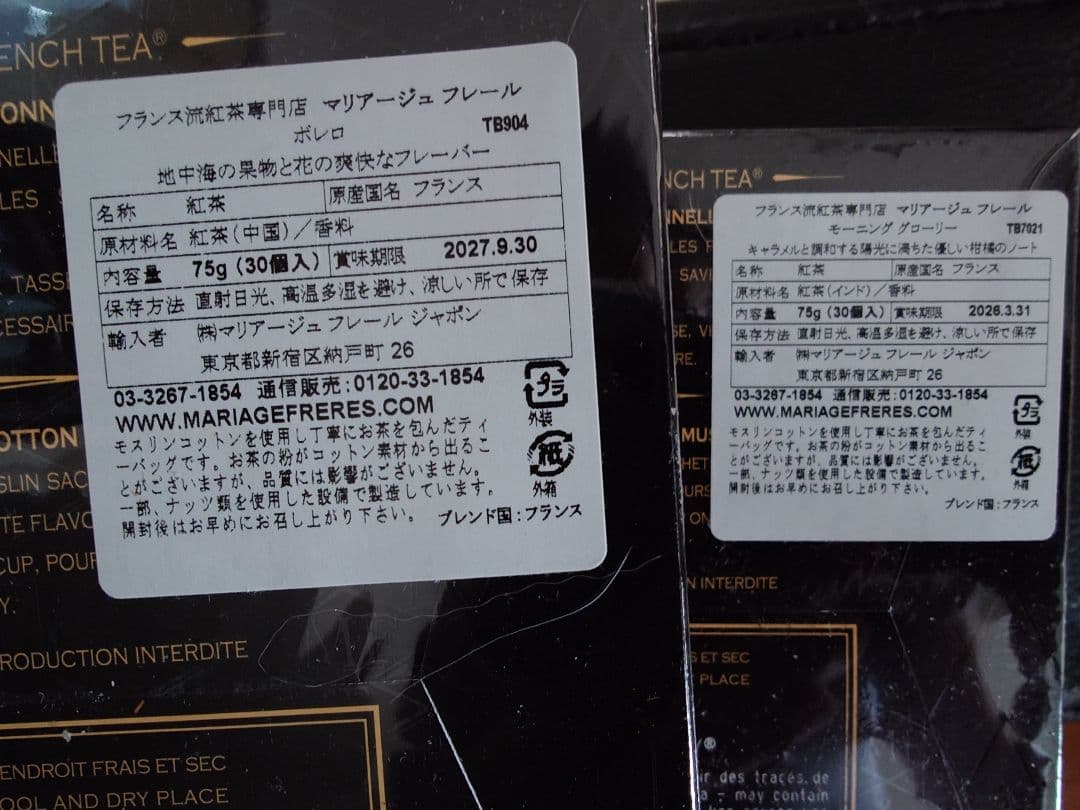 ENCH TEA®
フランス流紅茶専門店 マリアージュ フレール
ボレロ TB904
地中海の果物と花の爽快なフレーバー
名称 紅茶 原産国名 フランス
原材料名 紅茶(中国)/香料
内容量 75g(30個入) 賞味期限 2027.9.30
保存方法 直射日光、高温多湿を避け、涼しい所で保存
輸入者 ㈱マリアージュ フレール ジャポン
東京都新宿区納戸町 26
03-3267-1854 通信販売:0120-33-1854
WWW.MARIAGEFRERES.COM
プラ
外装
紙
外箱
モスリンコットンを使用し丁寧にお茶を包んだティ
ーバッグです。お茶の粉がコットン素材から出るこ
とがございますが、品質には影響がございません。
一部、ナッツ類を使用した設備で製造しています。
開封後はお早めにお召し上がり下さい。 ブレンド国:フランス
ONN
NELL
LES
TASS
CESSAIR
OTTON
SLIN SAC
TE FLAVO
CUP, POUR
Y.
RODUCTION INTERDITE
ENDROIT FRAIS ET SEC
OOL AND DRY PLACE
NCH TEA®
フランス流紅茶専門店 マリアージュ フレール
モーニング グローリー TB7021
キャラメルと調和する陽光に満ちた優しい柑橘のノート
名称 紅茶 原産国名 フランス
原材料名 紅茶(インド)/香料
内容量 75g(30個入) 賞味期限 2026.3.31
保存方法 直射日光、高温多湿を避け、涼しい所で保存
輸入者 ㈱マリアージュ フレール ジャポン
東京都新宿区納戸町 26
03-3267-1854 通信販売:0120-33-1854
WWW.MARIAGEFRERES.COM
プラ
外装
紙
外箱
モスリンコットンを使用し丁寧にお茶を包んだティ
ーバッグです。お茶の粉がコットン素材から出るこ
とがございますが、品質には影響がございません。
一部、ナッツ類を使用した設備で製造しています。
開封後はお早めにお召し上がり下さい。
ブレンド国:フランス
NNELL
LES F
SAVE
SE, VI
RE.
MUS
HET
OURS
ON
N INTERDITE
S ET SEC
PLACE
ir des traces de
a - may contain